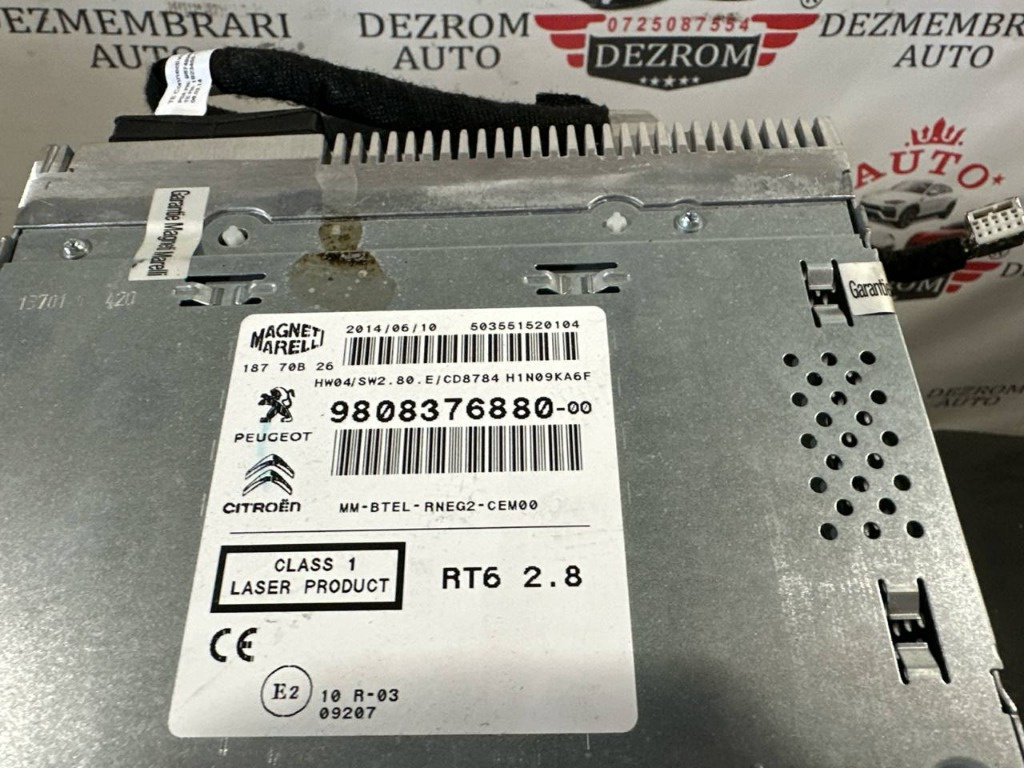 DEZMEMBRARI
AUTO
0725087554
DEZROM
DEZMEMBRARI
AUTO
AUTO
Garantie Magneti Marelli
Garantie
13701 420
MAGNETI
MARELLI
2014/06/10 503551520104
187 70B 26
HW04/SW2.80.E/CD8784 H1N09KA6F
9808376880-00
PEUGEOT
CITROËN
MM-BTEL-RNEG2-CEM00
CLASS 1
LASER PRODUCT
RT6 2.8
CE
E2
10 R-03
09207
DEZMEMBRARI
AUTO